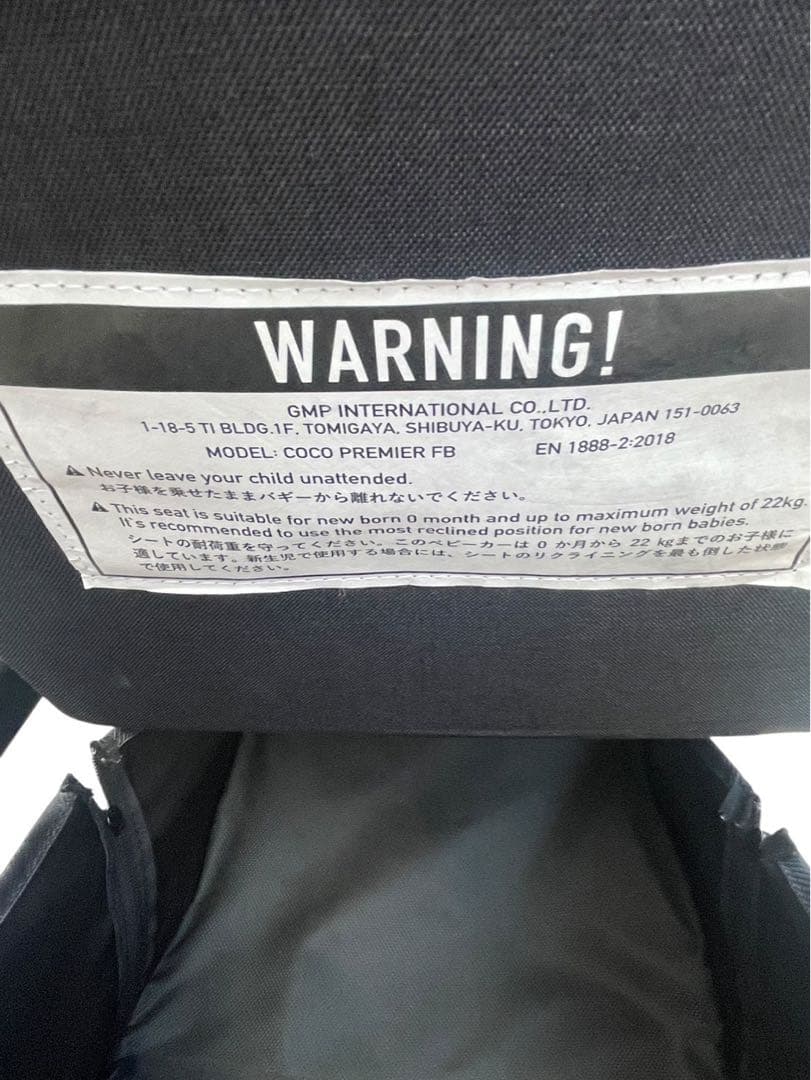 WARNING!
GMP INTERNATIONAL CO.,LTD.
1-18-5 TI BLDG.1F, TOMIGAYA, SHIBUYA-KU, TOKYO, JAPAN 151-0063
MODEL: COCO PREMIER FB EN 1888-2:2018
Never leave your child unattended.
お子様を乗せたままバギーから離れないでください。
This seat is suitable for new born 0 month and up to maximum weight of 22kg.
It's recommended to use the most reclined position for new born babies.
シートの耐荷重を守ってください。このベビーカーは 0 か月から 22 kgまでのお子様に
適しています。新生児で使用する場合には、シートのリクライニングを最も倒した状態
で使用してください。